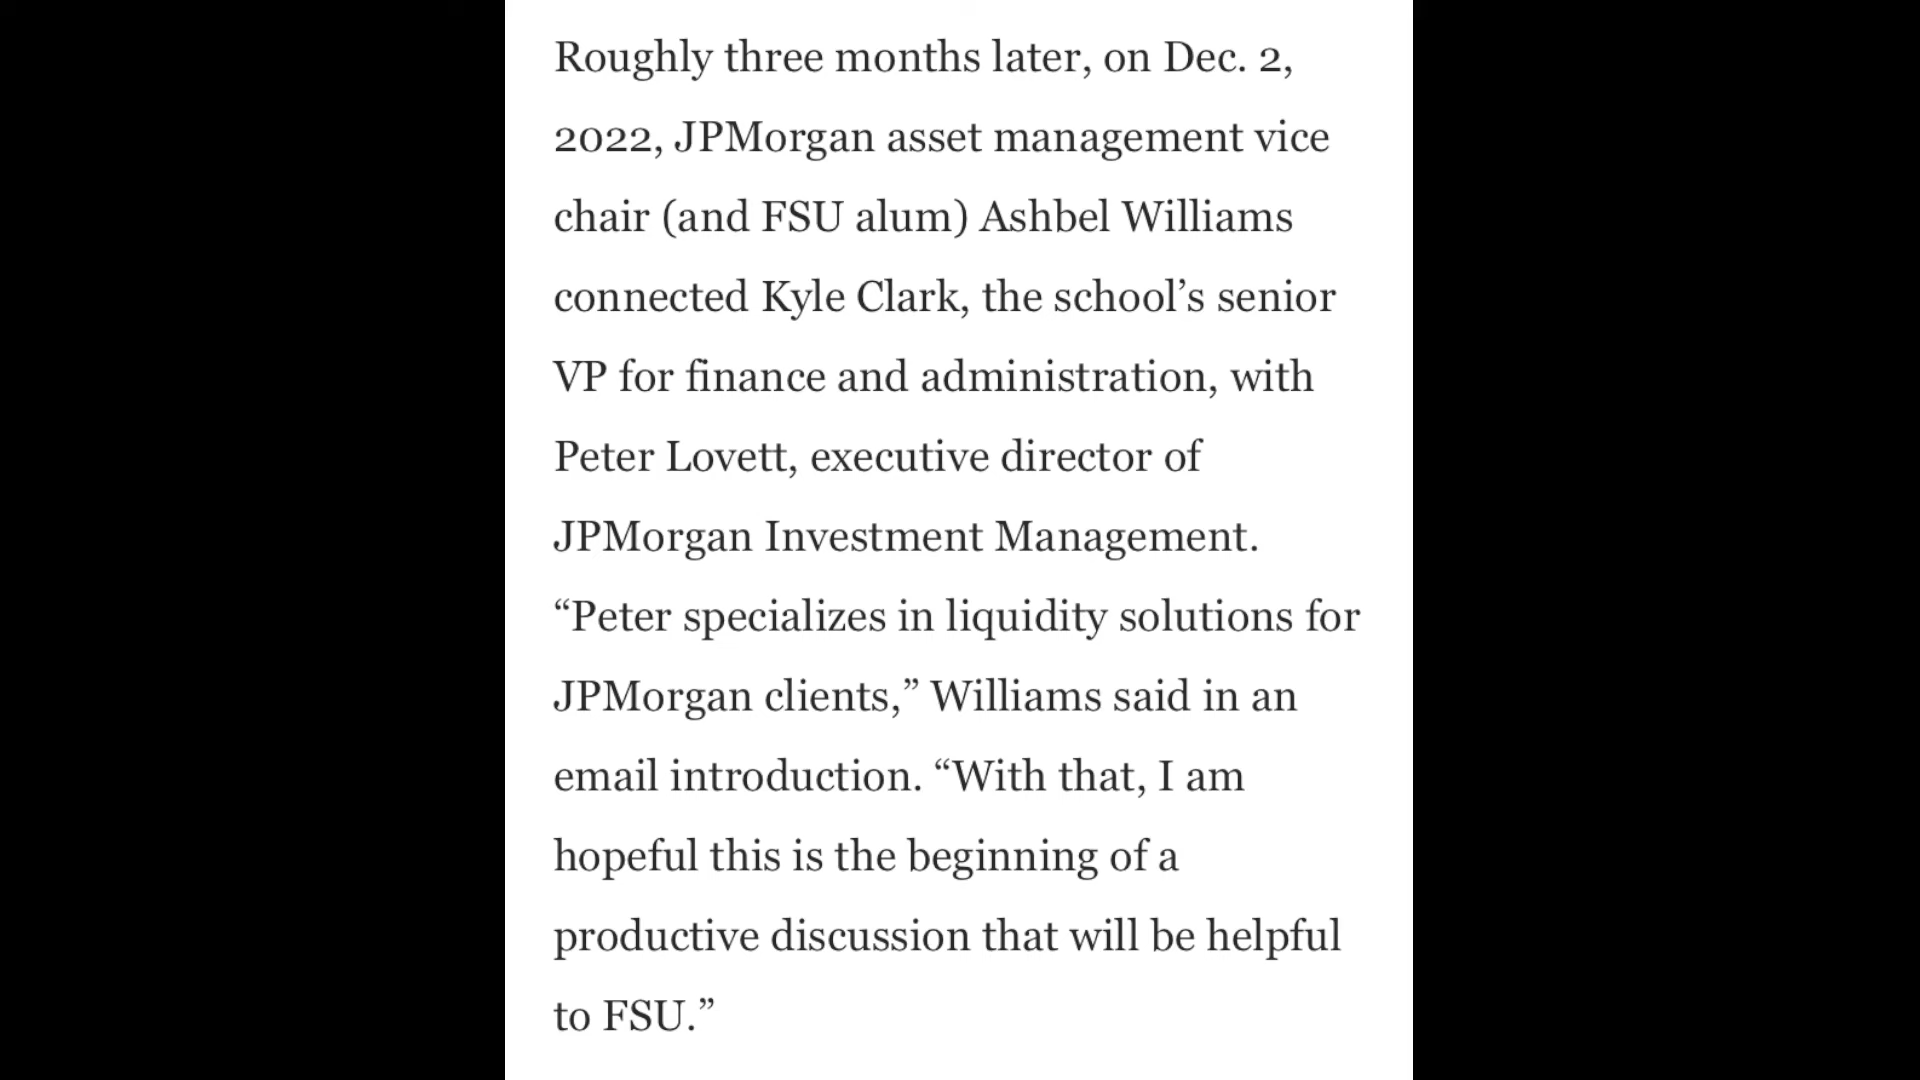 Roughly three months later, on Dec. 2,
2022, JPMorgan asset management vice
chair (and FSU alum) Ashbel Williams
connected Kyle Clark, the school’s senior
VP for finance and administration, with
Peter Lovett, executive director of
JPMorgan Investment Management.
“Peter specializes in liquidity solutions for
JPMorgan clients,” Williams said in an
email introduction. “With that, I am
hopeful this is the beginning of a
productive discussion that will be helpful
to FSU.”